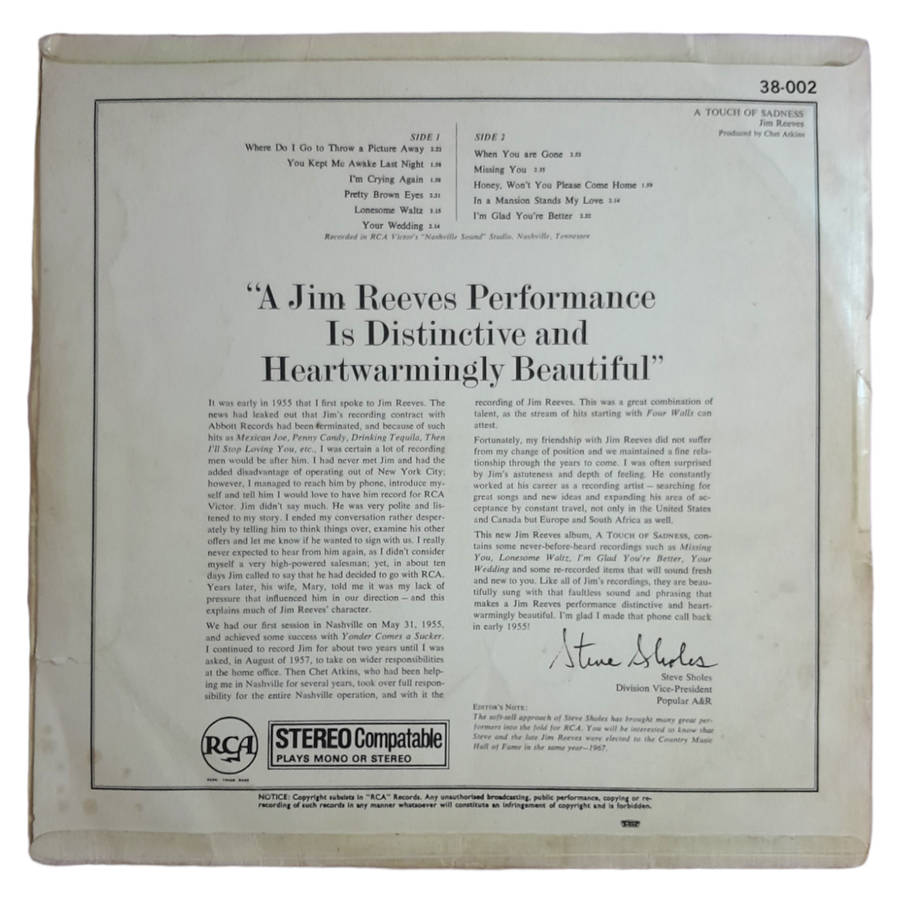 38-002
A TOUCH OF SADNESS
Jim Reeves
Produced by Chet Atkins
SIDE 1
Where Do I Go to Throw a Picture Away 2.23
You Kept Me Awake Last Night
I'm Crying Again
Pretty Brown Eyes 2.31
Lonesome Waltz 2.15
Your Wedding 2.14
SIDE 2
When You are Gone
Missing You
Honey, Won't You Please Come Home
In a Mansion Stands My Love 2.14
I'm Glad You're Better
Recorded in RCA Victor's "Nashville Sound" Studio, Nashville, Tennessee
“A Jim Reeves Performance
Is Distinctive and
Heartwarmingly Beautiful”
It was early in 1955 that I first spoke to Jim Reeves. The
news had leaked out that Jim's recording contract with
Abbott Records had been terminated, and because of such
hits as Mexican Joe, Penny Candy, Drinking Tequila, Then
I'll Stop Loving You, etc., I was certain a lot of recording
men would be after him. I had never met Jim and had the
added disadvantage of operating out of New York City;
however, I managed to reach him by phone, introduce my-
self and tell him I would love to have him record for RCA
Victor. Jim didn't say much. He was very polite and lis-
tened to my story. I ended my conversation rather desper-
ately by telling him to think things over, examine his other
offers and let me know if he wanted to sign with us. I really
never expected to hear from him again, as I didn't consider
myself a very high-powered salesman; yet, in about ten
days Jim called to say that he had decided to go with RCA.
Years later, his wife, Mary, told me it was my lack of
pressure that influenced him in our direction — and this
explains much of Jim Reeves' character.
We had our first session in Nashville on May 31, 1955,
and achieved some success with Yonder Comes a Sucker.
I continued to record Jim for about two years until I was
asked, in August of 1957, to take on wider responsibilities
at the home office. Then Chet Atkins, who had been help-
ing me in Nashville for several years, took over full respon-
sibility for the entire Nashville operation, and with it the
recording of Jim Reeves. This was a great combination of
talent, as the stream of hits starting with Four Walls can
attest.
Fortunately, my friendship with Jim Reeves did not suffer
from my change of position and we maintained a fine rela-
tionship through the years to come. I was often surprised
by Jim's astuteness and depth of feeling. He constantly
worked at his career as a recording artist — searching for
great songs and new ideas and expanding his area of ac-
ceptance by constant travel, not only in the United States
and Canada but Europe and South Africa as well.
This new Jim Reeves album, A TOUCH OF SADNESS, con-
tains some never-before-heard recordings such as Missing
You, Lonesome Waltz, I'm Glad You're Better, Your
Wedding and some re-recorded items that will sound fresh
and new to you. Like all of Jim's recordings, they are beau-
tifully sung with that faultless sound and phrasing that
makes a Jim Reeves performance distinctive and heart-
warmingly beautiful. I'm glad I made that phone call back
in early 1955!
Steve Sholes
Steve Sholes
Division Vice-President
Popular A&R
EDITOR'S NOTE:
The soft-sell approach of Steve Sholes has brought many great per-
formers into the fold for RCA. You will be interested to know that
Steve and the late Jim Reeves were elected to the Country Music
Hall of Fame in the same year—1967.
RCA
STEREO Compatable
PLAYS MONO OR STEREO
NOTICE: Copyright subsists in "RCA" Records. Any unauthorised broadcasting, public performance, copying or re-
recording of such records in any manner whatsoever will constitute an infringement of copyright and is forbidden.